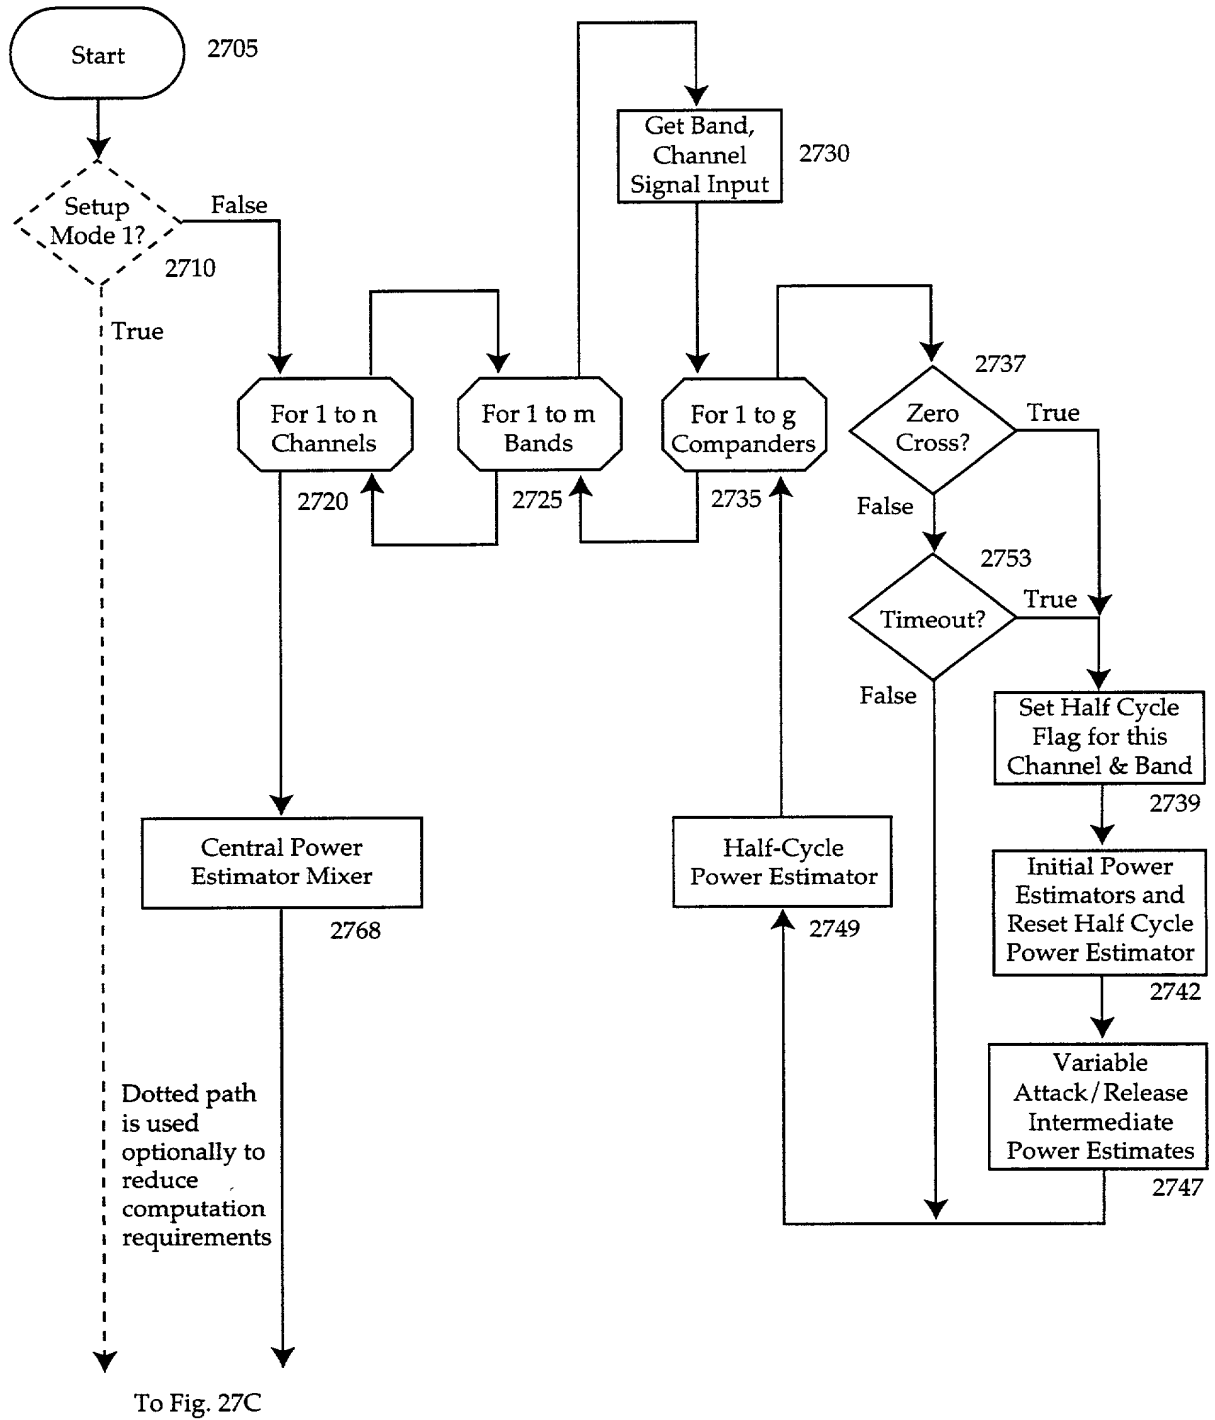 Start
2705
Setup
Mode 1?
False
2710
True
Get Band,
Channel
Signal Input
2730
For 1 to n
Channels
2720
For 1 to m
Bands
2725
For 1 to g
Companders
2735
Zero
Cross?
2737
True
False
Timeout?
2753
True
False
Set Half Cycle
Flag for this
Channel & Band
2739
Initial Power
Estimators and
Reset Half Cycle
Power Estimator
2742
Variable
Attack/Release
Intermediate
Power Estimates
2747
Half-Cycle
Power Estimator
2749
Central Power
Estimator Mixer
2768
Dotted path
is used
optionally to
reduce
computation
requirements
To Fig. 27C